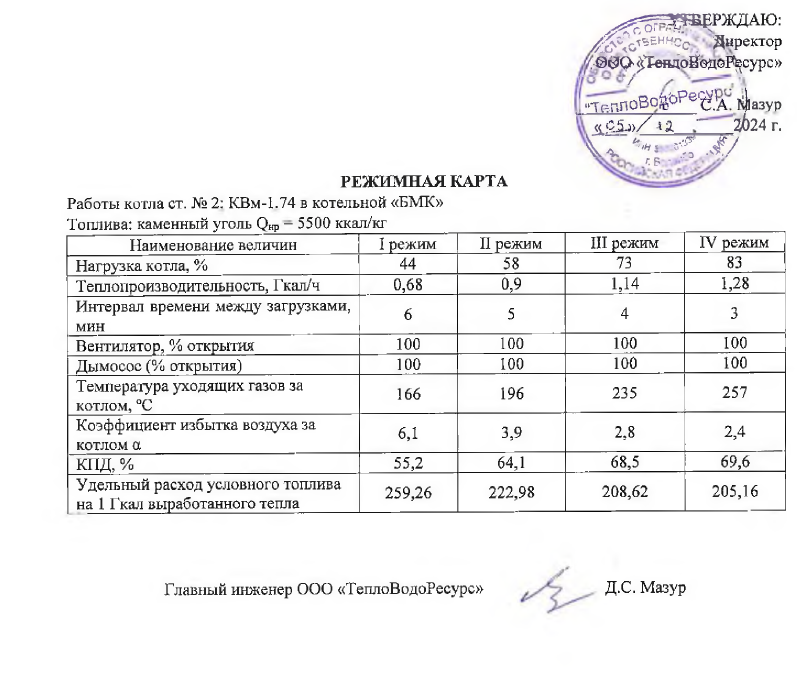 УТВЕРЖДАЮ:
Директор
ООО «ТеплоВодоРесурс»
"ТеплоВодоРесурс"
С.А. Мазур
«05» 12 2024 г.
РОССИЙСКАЯ ФЕДЕРАЦИЯ
РЕЖИМНАЯ КАРТА
Работы котла ст. № 2; КВм-1.74 в котельной «БМК»
Топлива: каменный уголь Qнр = 5500 ккал/кг
Наименование величин I режим II режим III режим IV режим
Нагрузка котла, % 44 58 73 83
Теплопроизводительность, Гкал/ч 0,68 0,9 1,14 1,28
Интервал времени между загрузками,
мин 6 5 4 3
Вентилятор, % открытия 100 100 100 100
Дымосос (% открытия) 100 100 100 100
Температура уходящих газов за
котлом, °С 166 196 235 257
Коэффициент избытка воздуха за
котлом α 6,1 3,9 2,8 2,4
КПД, % 55,2 64,1 68,5 69,6
Удельный расход условного топлива
на 1 Гкал выработанного тепла 259,26 222,98 208,62 205,16
Главный инженер ООО «ТеплоВодоРесурс» Д.С. Мазур